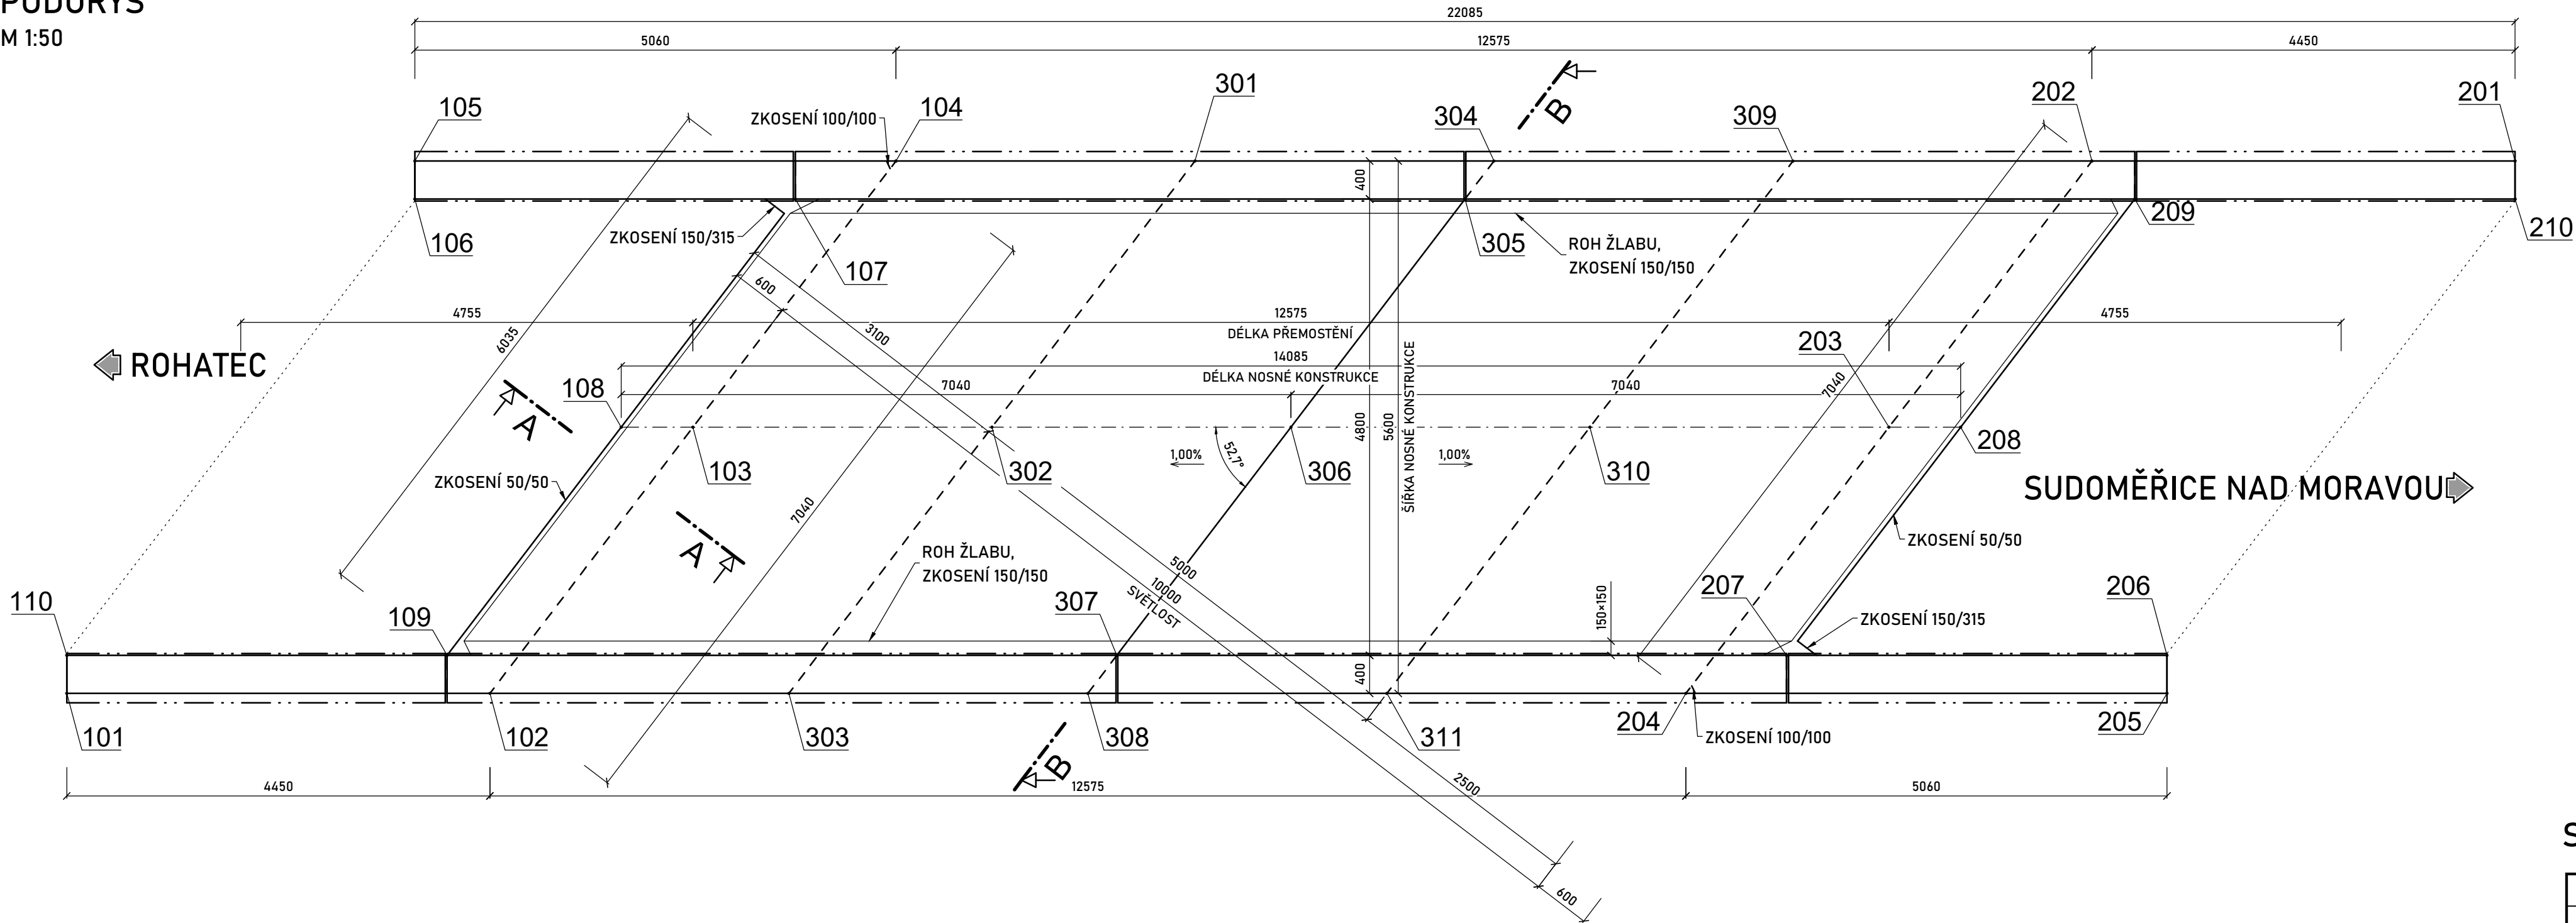 PŮDORYS
M 1:50
22085
5060
12575
4450
105
ZKOSENÍ 100/100
104
301
304
B
309
202
201
400
106
ZKOSENÍ 150/315
107
305
ROH ŽLABU,
ZKOSENÍ 150/150
209
210
600
3100
6035
4755
12575
DÉLKA PŘEMOSTĚNÍ
4755
14085
DÉLKA NOSNÉ KONSTRUKCE
7040
7040
ROHATEC
203
7040
108
A
103
302
52,7°
1,00%
306
4800
5600
ŠÍŘKA NOSNÉ KONSTRUKCE
1,00%
310
208
ZKOSENÍ 50/50
SUDOMĚŘICE NAD MORAVOU
7040
A
ROH ŽLABU,
ZKOSENÍ 150/150
5000
10000
SVĚTLOST
ZKOSENÍ 50/50
110
109
307
150×150
207
ZKOSENÍ 150/315
206
400
101
102
303
308
311
204
ZKOSENÍ 100/100
205
B
4450
12575
2500
5060
600
S